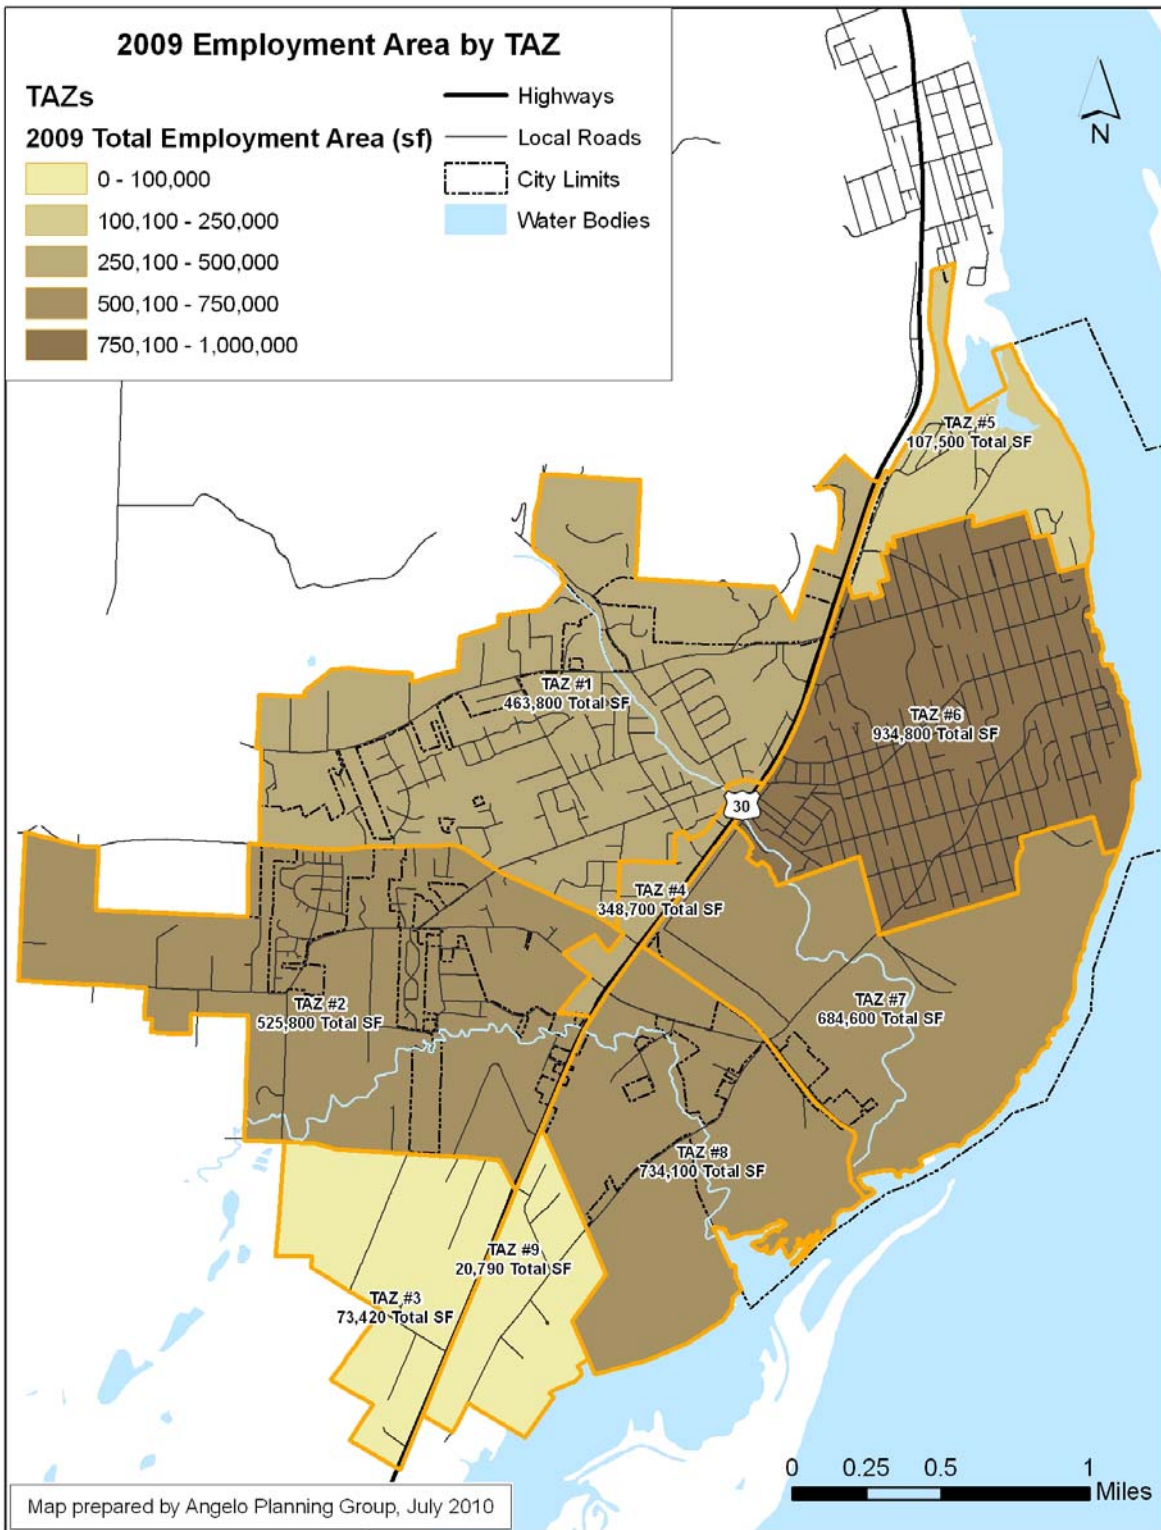 2009 Employment Area by TAZ
TAZs
2009 Total Employment Area (sf)
0 - 100,000
100,100 - 250,000
250,100 - 500,000
500,100 - 750,000
750,100 - 1,000,000
Highways
Local Roads
City Limits
Water Bodies
N
TAZ #5
107,500 Total SF
TAZ #1
463,800 Total SF
TAZ #6
934,800 Total SF
30
TAZ #4
348,700 Total SF
TAZ #2
525,800 Total SF
TAZ #7
684,600 Total SF
TAZ #8
734,100 Total SF
TAZ #9
20,790 Total SF
TAZ #3
73,420 Total SF
0 0.25 0.5 1
Miles
Map prepared by Angelo Planning Group, July 2010